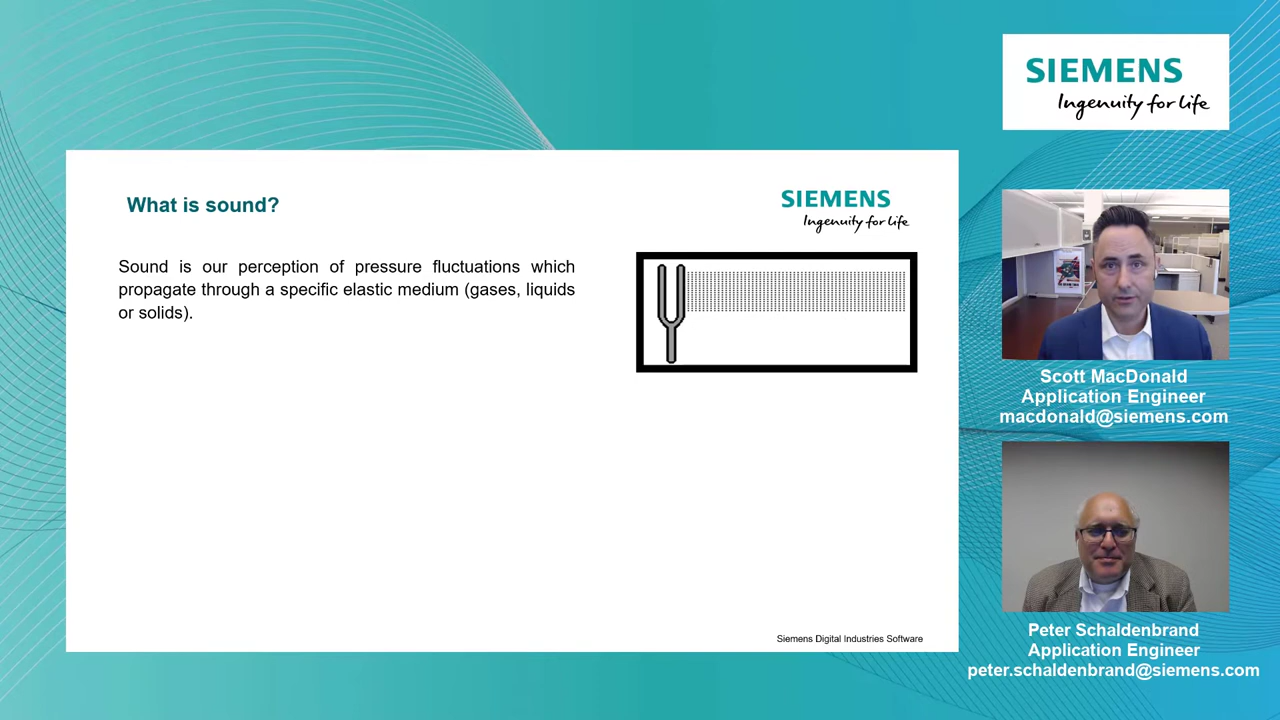 SIEMENS
Ingenuity for life
What is sound?
SIEMENS
Ingenuity for life
Sound is our perception of pressure fluctuations which
propagate through a specific elastic medium (gases, liquids
or solids).
Siemens Digital Industries Software
Scott MacDonald
Application Engineer
macdonald@siemens.com
Peter Schaldenbrand
Application Engineer
peter.schaldenbrand@siemens.com